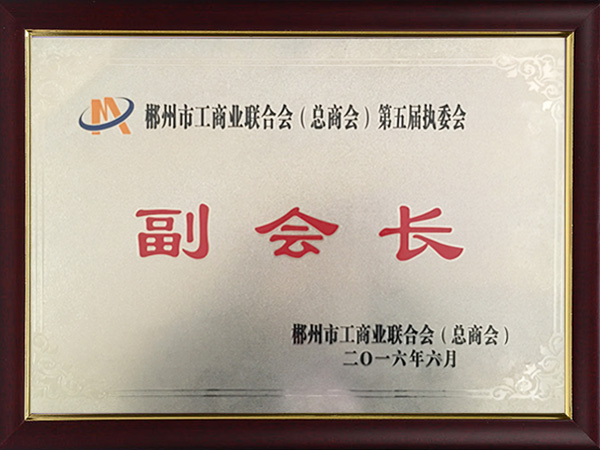 郴州市工商业联合会（总商会）第五届执委会
副会长
郴州市工商业联合会（总商会）
二〇一六年六月